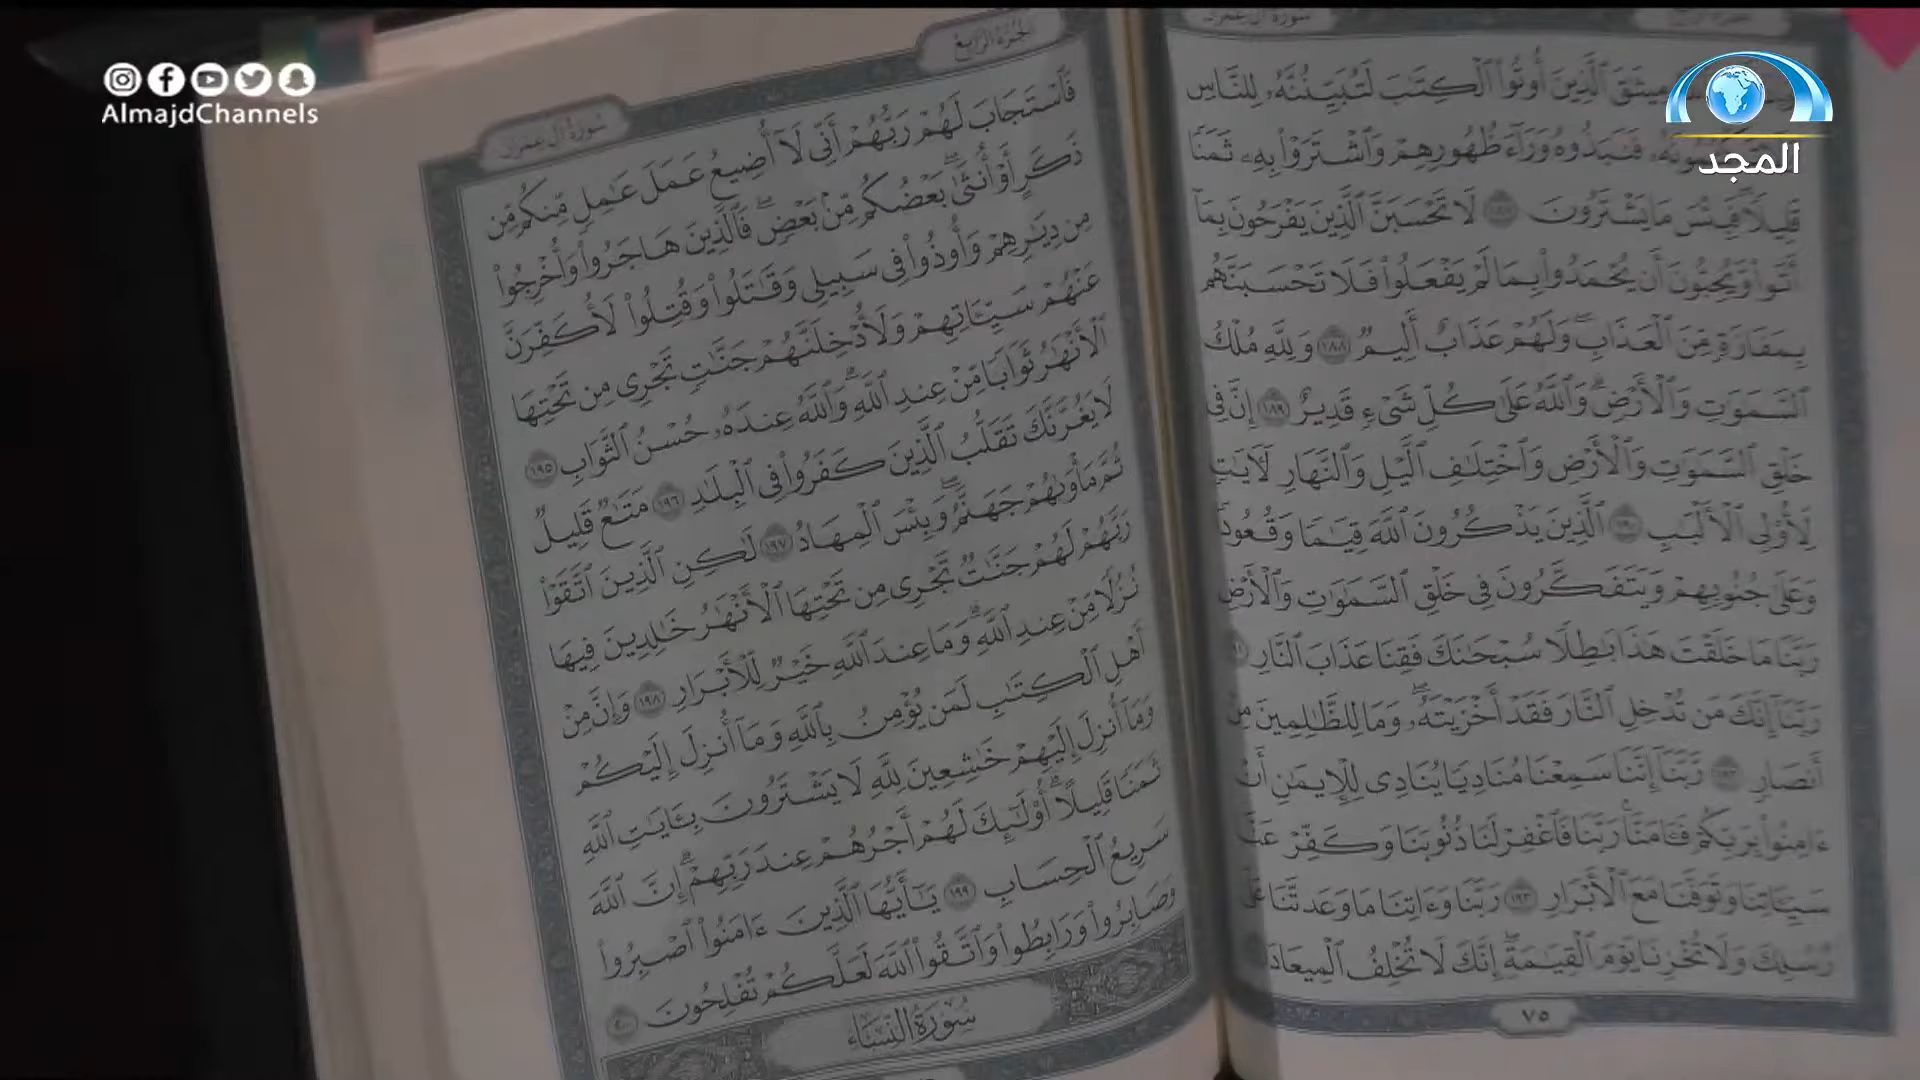 AlmajdChannels
المجد
سورة آل عمران
مِيثَٰقَ ٱلَّذِينَ أُوتُوا۟ ٱلْكِتَٰبَ لَتُبَيِّنُنَّهُۥ لِلنَّاسِ
فَنَبَذُوهُ وَرَآءَ ظُهُورِهِمْ وَٱشْتَرَوْا۟ بِهِۦ ثَمَنًا
قَلِيلًا فَبِئْسَ مَا يَشْتَرُونَ ١٨٧ لَا تَحْسَبَنَّ ٱلَّذِينَ يَفْرَحُونَ بِمَآ
أَتَوا۟ وَّيُحِبُّونَ أَن يُحْمَدُوا۟ بِمَا لَمْ يَفْعَلُوا۟ فَلَا تَحْسَبَنَّهُم
بِمَفَازَةٍ مِّنَ ٱلْعَذَابِ ۖ وَلَهُمْ عَذَابٌ أَلِيمٌ ١٨٨ وَلِلَّهِ مُلْكُ
ٱلسَّمَٰوَٰتِ وَٱلْأَرْضِ ۗ وَٱللَّهُ عَلَىٰ كُلِّ شَىْءٍ قَدِيرٌ ١٨٩ إِنَّ فِى
خَلْقِ ٱلسَّمَٰوَٰتِ وَٱلْأَرْضِ وَٱخْتِلَٰفِ ٱلَّيْلِ وَٱلنَّهَارِ لَءَايَٰتٍ
لِّأُو۟لِى ٱلْأَلْبَٰبِ ١٩٠ ٱلَّذِينَ يَذْكُرُونَ ٱللَّهَ قِيَٰمًا وَقُعُودًا
وَعَلَىٰ جُنُوبِهِمْ وَيَتَفَكَّرُونَ فِى خَلْقِ ٱلسَّمَٰوَٰتِ وَٱلْأَرْضِ
رَبَّنَا مَا خَلَقْتَ هَٰذَا بَٰطِلًا سُبْحَٰنَكَ فَقِنَا عَذَابَ ٱلنَّارِ
رَبَّنَآ إِنَّكَ مَن تُدْخِلِ ٱلنَّارَ فَقَدْ أَخْزَيْتَهُۥ ۖ وَمَا لِلظَّٰلِمِينَ مِنْ
أَنصَارٍ ١٩٢ رَّبَّنَآ إِنَّنَا سَمِعْنَا مُنَادِيًا يُنَادِى لِلْإِيمَٰنِ أَنْ
ءَامِنُوا۟ بِرَبِّكُمْ فَـَٔامَنَّا ۚ رَبَّنَا فَٱغْفِرْ لَنَا ذُنُوبَنَا وَكَفِّرْ عَنَّا
سَيِّـَٔاتِنَا وَتَوَفَّنَا مَعَ ٱلْأَبْرَارِ ١٩٣ رَبَّنَا وَءَاتِنَا مَا وَعَدتَّنَا عَلَىٰ
رُسُلِكَ وَلَا تُخْزِنَا يَوْمَ ٱلْقِيَٰمَةِ ۗ إِنَّكَ لَا تُخْلِفُ ٱلْمِيعَادَ
٧٥
الجزء الرابع
سورة آل عمران
فَٱسْتَجَابَ لَهُمْ رَبُّهُمْ أَنِّى لَآ أُضِيعُ عَمَلَ عَٰمِلٍ مِّنكُم مِّن
ذَكَرٍ أَوْ أُنثَىٰ ۖ بَعْضُكُم مِّنۢ بَعْضٍ ۖ فَٱلَّذِينَ هَاجَرُوا۟ وَأُخْرِجُوا۟
مِن دِيَٰرِهِمْ وَأُوذُوا۟ فِى سَبِيلِى وَقَٰتَلُوا۟ وَقُتِلُوا۟ لَأُكَفِّرَنَّ
عَنْهُمْ سَيِّـَٔاتِهِمْ وَلَأُدْخِلَنَّهُمْ جَنَّٰتٍ تَجْرِى مِن تَحْتِهَا
ٱلْأَنْهَٰرُ ثَوَابًا مِّنْ عِندِ ٱللَّهِ ۗ وَٱللَّهُ عِندَهُۥ حُسْنُ ٱلثَّوَابِ ١٩٥
لَا يَغُرَّنَّكَ تَقَلُّبُ ٱلَّذِينَ كَفَرُوا۟ فِى ٱلْبِلَٰدِ ١٩٦ مَتَٰعٌ قَلِيلٌ
ثُمَّ مَأْوَىٰهُمْ جَهَنَّمُ ۚ وَبِئْسَ ٱلْمِهَادُ ١٩٧ لَٰكِنِ ٱلَّذِينَ ٱتَّقَوْا۟
رَبَّهُمْ لَهُمْ جَنَّٰتٌ تَجْرِى مِن تَحْتِهَا ٱلْأَنْهَٰرُ خَٰلِدِينَ فِيهَا
نُزُلًا مِّنْ عِندِ ٱللَّهِ ۗ وَمَا عِندَ ٱللَّهِ خَيْرٌ لِّلْأَبْرَارِ ١٩٨ وَإِنَّ مِنْ
أَهْلِ ٱلْكِتَٰبِ لَمَن يُؤْمِنُ بِٱللَّهِ وَمَآ أُنزِلَ إِلَيْكُمْ
وَمَآ أُنزِلَ إِلَيْهِمْ خَٰشِعِينَ لِلَّهِ لَا يَشْتَرُونَ بِـَٔايَٰتِ ٱللَّهِ
ثَمَنًا قَلِيلًا ۗ أُو۟لَٰٓئِكَ لَهُمْ أَجْرُهُمْ عِندَ رَبِّهِمْ ۗ إِنَّ ٱللَّهَ
سَرِيعُ ٱلْحِسَابِ ١٩٩ يَٰٓأَيُّهَا ٱلَّذِينَ ءَامَنُوا۟ ٱصْبِرُوا۟
وَصَابِرُوا۟ وَرَابِطُوا۟ وَٱتَّقُوا۟ ٱللَّهَ لَعَلَّكُمْ تُفْلِحُونَ ٢٠٠
سُورَةُ النِّسَاءِ